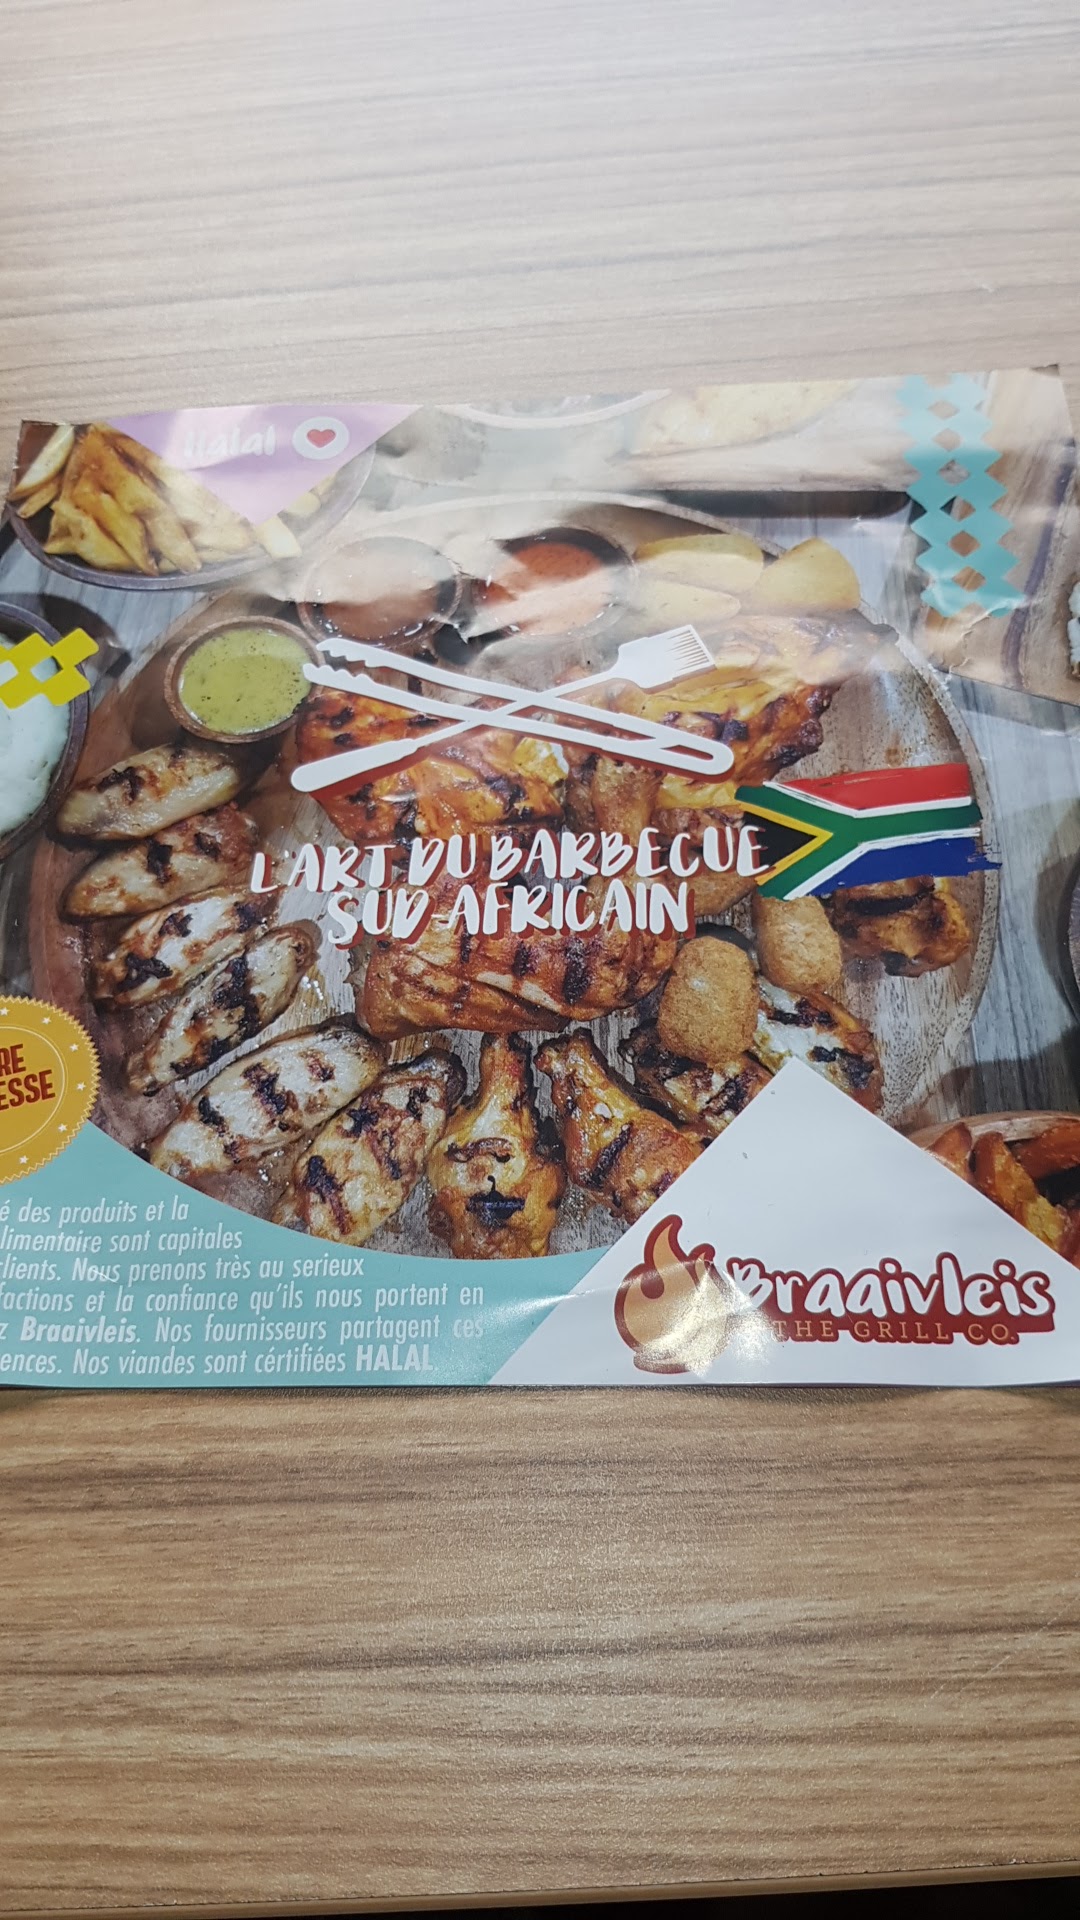 Halal
L'ART DU BARBECUE
SUD-AFRICAIN
RE
ESSE
é des produits et la
limentaire sont capitales
clients. Nous prenons très au serieux
factions et la confiance qu'ils nous portent en
z Braaivleis. Nos fournisseurs partagent ces
ences. Nos viandes sont cértifiées HALAL
Braaivleis
THE GRILL CO.